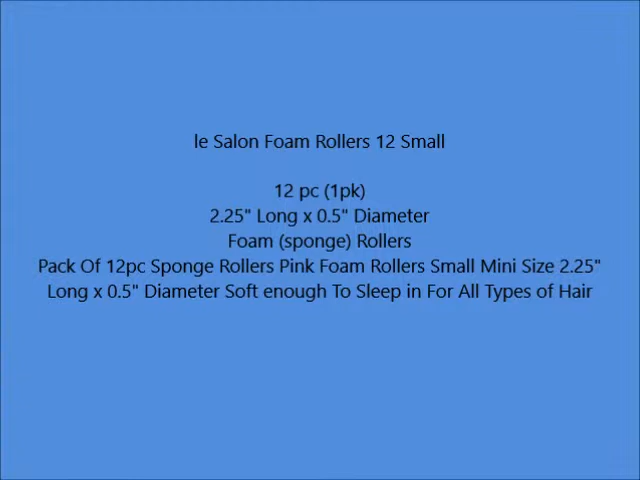 le Salon Foam Rollers 12 Small
12 pc (1pk)
2.25" Long x 0.5" Diameter
Foam (sponge) Rollers
Pack Of 12pc Sponge Rollers Pink Foam Rollers Small Mini Size 2.25"
Long x 0.5" Diameter Soft enough To Sleep in For All Types of Hair